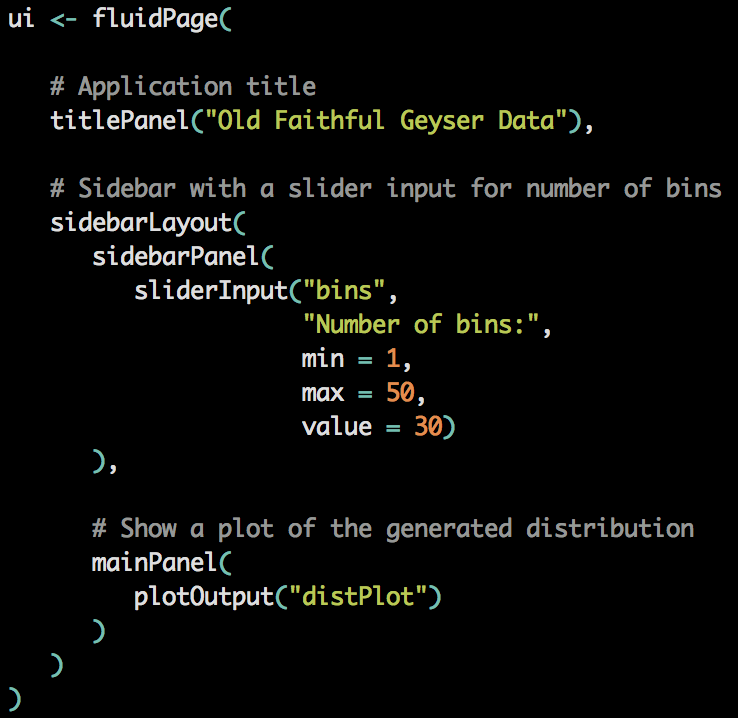 ui <- fluidPage(
# Application title
titlePanel("Old Faithful Geyser Data"),
# Sidebar with a slider input for number of bins
sidebarLayout(
sidebarPanel(
sliderInput("bins",
"Number of bins:",
min = 1,
max = 50,
value = 30)
),
# Show a plot of the generated distribution
mainPanel(
plotOutput("distPlot")
)
)
)